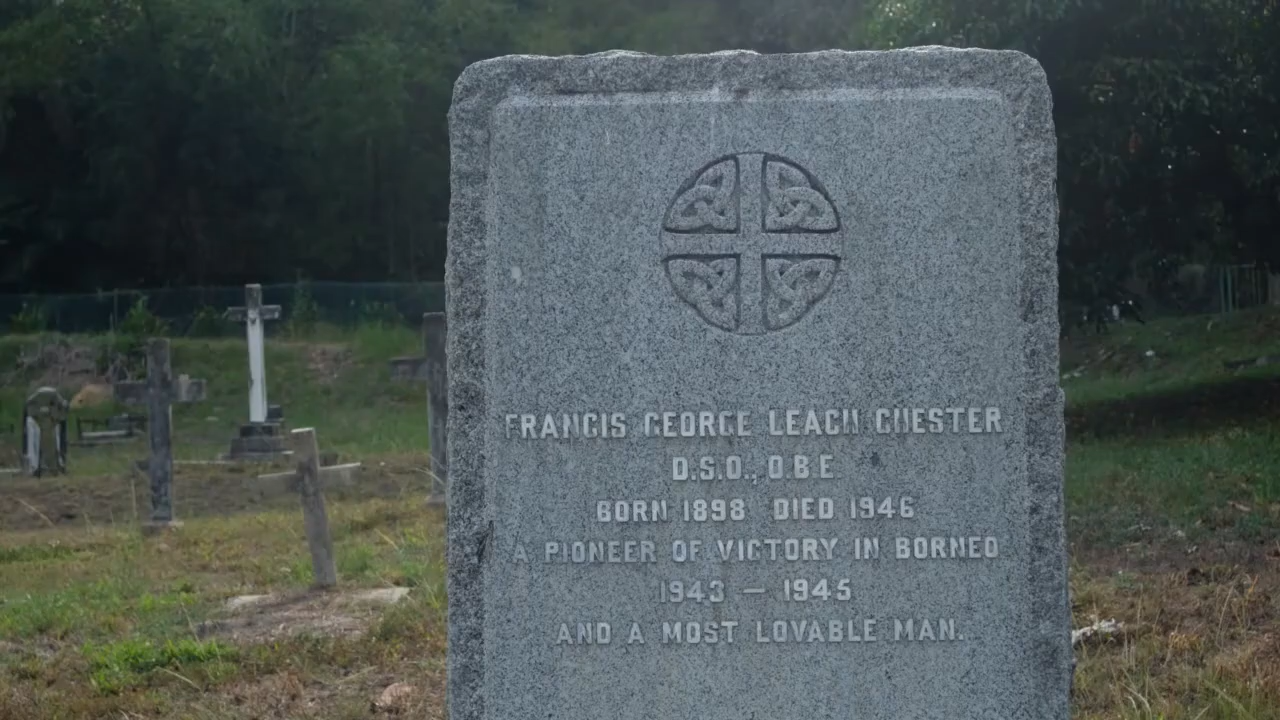 FRANCIS GEORGE LEACH CHESTER
D.S.O., O B E
BORN 1898 DIED 1946
A PIONEER OF VICTORY IN BORNEO
1943 — 1945
AND A MOST LOVABLE MAN.